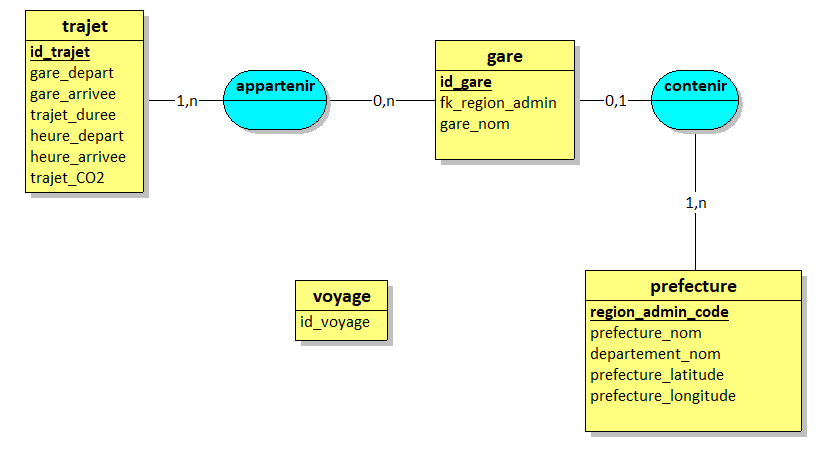 trajet
id_trajet
gare_depart
gare_arrivee
trajet_duree
heure_depart
heure_arrivee
trajet_CO2
1,n
appartenir
0,n
gare
id_gare
fk_region_admin
gare_nom
0,1
contenir
1,n
voyage
id_voyage
prefecture
region_admin_code
prefecture_nom
departement_nom
prefecture_latitude
prefecture_longitude